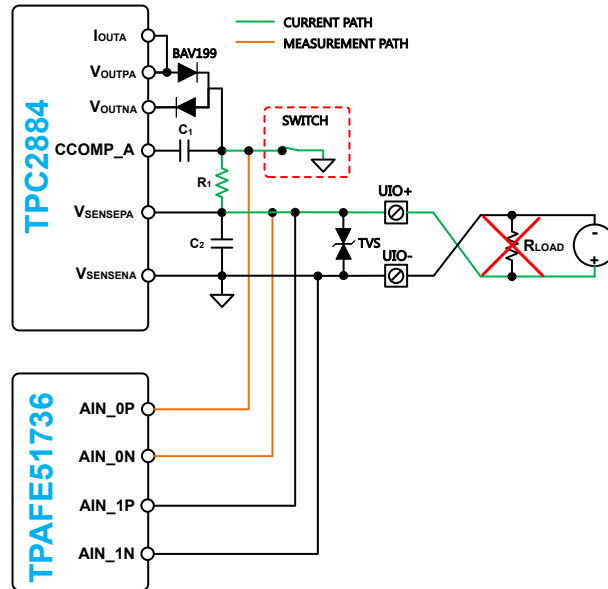 CURRENT PATH
MEASUREMENT PATH
TPC2884
IOUTA
VOUTPA
VOUTNA
CCOMP_A
VSENSEPA
VSENSENA
BAV199
C1
R1
C2
SWITCH
TVS
UIO+
UIO-
RLOAD
-
+
TPAFE51736
AIN_0P
AIN_0N
AIN_1P
AIN_1N